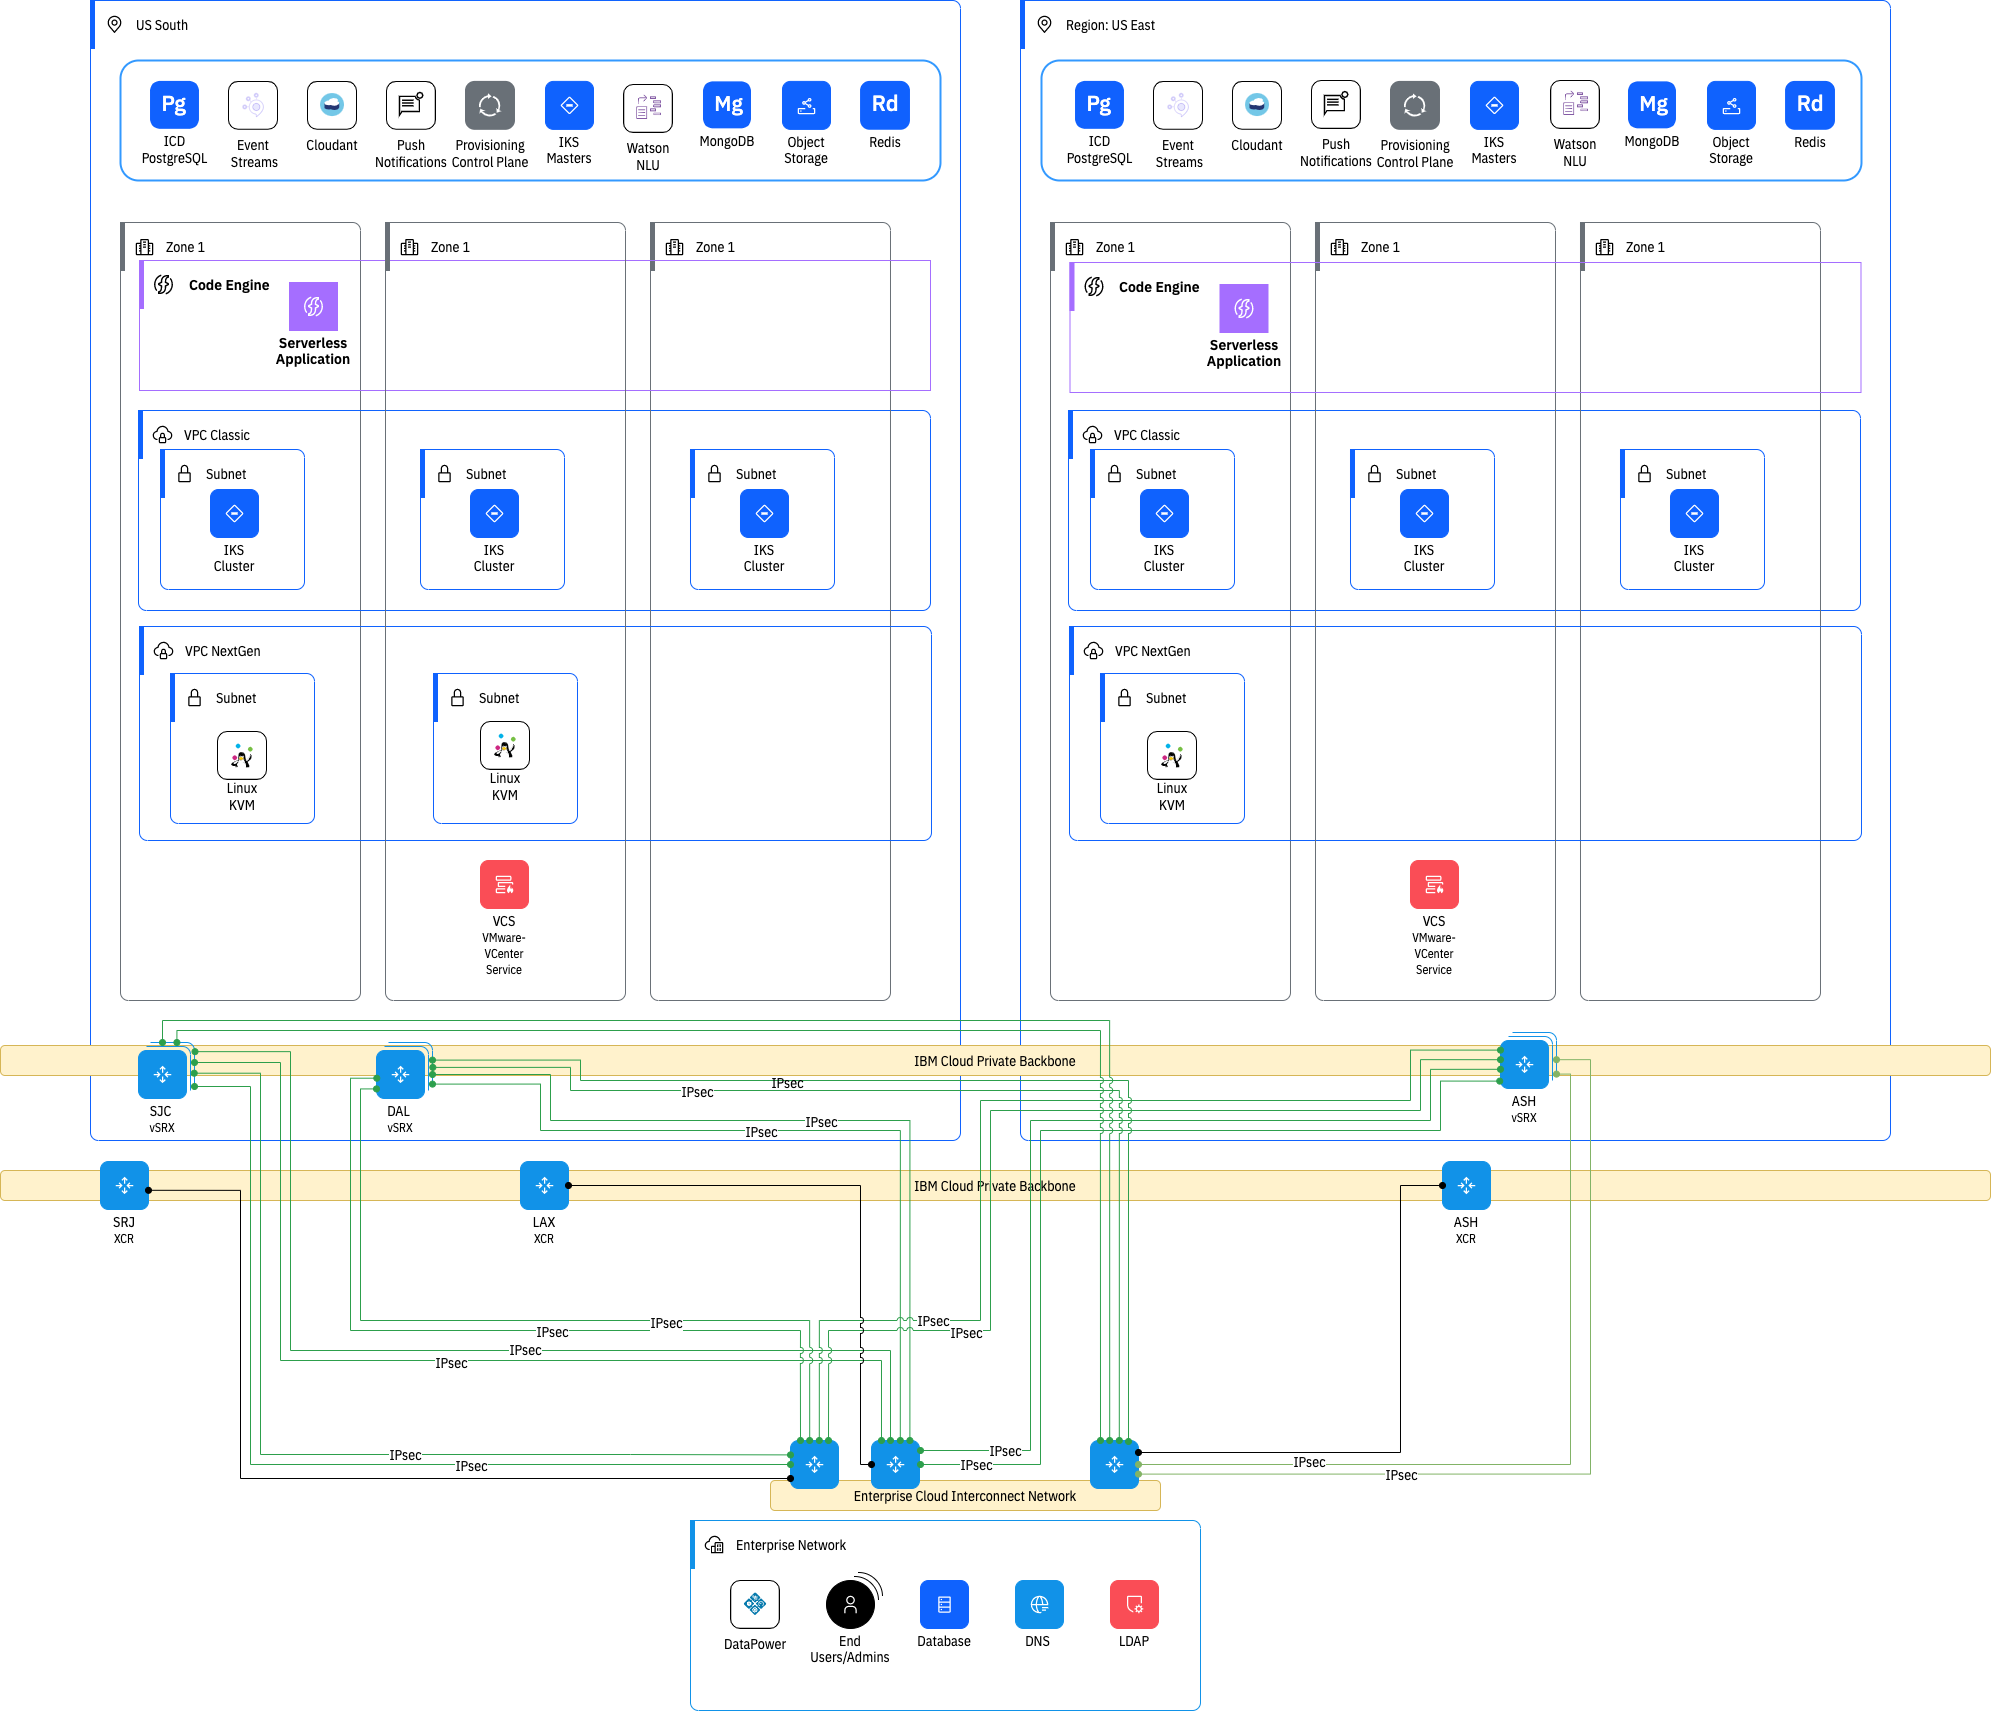 US South
Region: US East
Pg
ICD
PostgreSQL
Event
Streams
Cloudant
Push
Notifications
Provisioning
Control Plane
IKS
Masters
Watson
NLU
Mg
MongoDB
Object
Storage
Rd
Redis
Pg
ICD
PostgreSQL
Event
Streams
Cloudant
Push
Notifications
Provisioning
Control Plane
IKS
Masters
Watson
NLU
Mg
MongoDB
Object
Storage
Rd
Redis
Zone 1
Zone 1
Zone 1
Zone 1
Zone 1
Zone 1
Code Engine
Serverless
Application
Code Engine
Serverless
Application
VPC Classic
Subnet
IKS
Cluster
Subnet
IKS
Cluster
Subnet
IKS
Cluster
VPC Classic
Subnet
IKS
Cluster
Subnet
IKS
Cluster
Subnet
IKS
Cluster
VPC NextGen
Subnet
Linux
KVM
Subnet
Linux
KVM
VPC NextGen
Subnet
Linux
KVM
VCS
VMware-
VCenter
Service
VCS
VMware-
VCenter
Service
IBM Cloud Private Backbone
SJC
vSRX
DAL
vSRX
ASH
vSRX
IPsec
IPsec
IPsec
IPsec
IBM Cloud Private Backbone
SRJ
XCR
LAX
XCR
ASH
XCR
IPsec
IPsec
IPsec
IPsec
IPsec
IPsec
IPsec
IPsec
IPsec
IPsec
IPsec
IPsec
Enterprise Cloud Interconnect Network
Enterprise Network
DataPower
End
Users/Admins
Database
DNS
LDAP